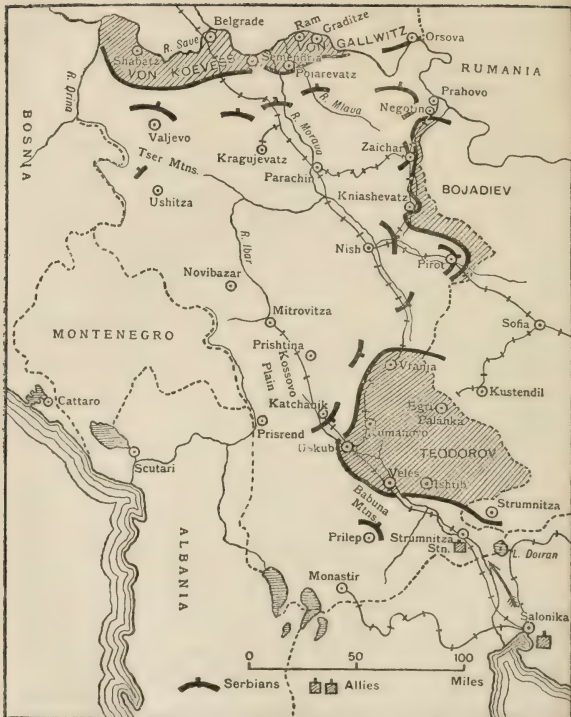 Belgrade
Ram
Graditze
R. Save
VON
GALLWITZ
Orsova
Shabatz
VON
KOEVESS
Semendria
Pojarevatz
RUMANIA
R. Drina
R. Mlava
Prahovo
Negotin
BOSNIA
Valjevo
R. Morava
Zaichar
Kragujevatz
Tser Mtns.
Parachin
Ushitza
Kniashevatz
BOJADIEV
R. Ibar
Nish
Pirot
Novibazar
Mitrovitza
Sofia
MONTENEGRO
Prishtina
Vranja
Kossovo
Plain
Kustendil
Cattaro
Katchanik
Egri
Palanka
Prisrend
Kumanovo
Uskub
TEODOROV
Scutari
Veles
Ishtib
Babuna
Mtns.
Strumnitza
ALBANIA
Prilep
Strumnitza
Stn.
L. Doiran
Monastir
Salonika
0 50 100
Serbians
Allies
Miles